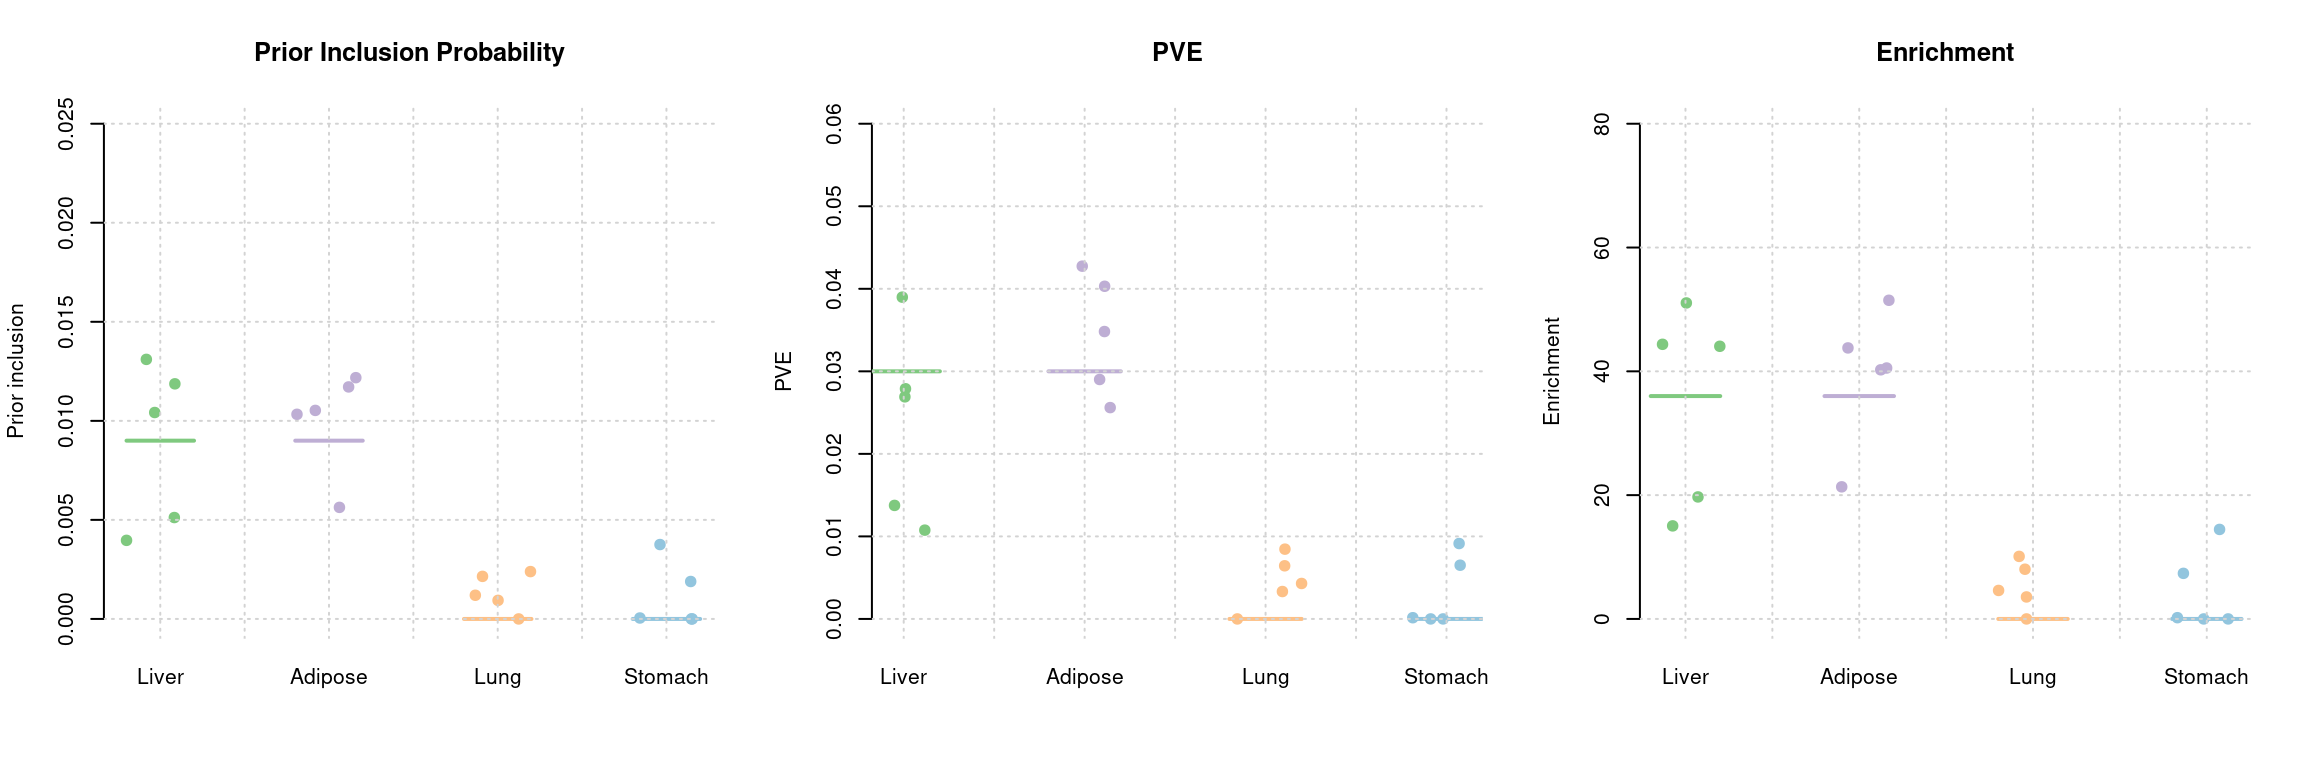 Prior Inclusion Probability
Prior inclusion
0.025
0.020
0.015
0.010
0.005
0.000
Liver Adipose Lung Stomach
PVE
PVE
0.06
0.05
0.04
0.03
0.02
0.01
0.00
Liver Adipose Lung Stomach
Enrichment
Enrichment
80
60
40
20
0
Liver Adipose Lung Stomach